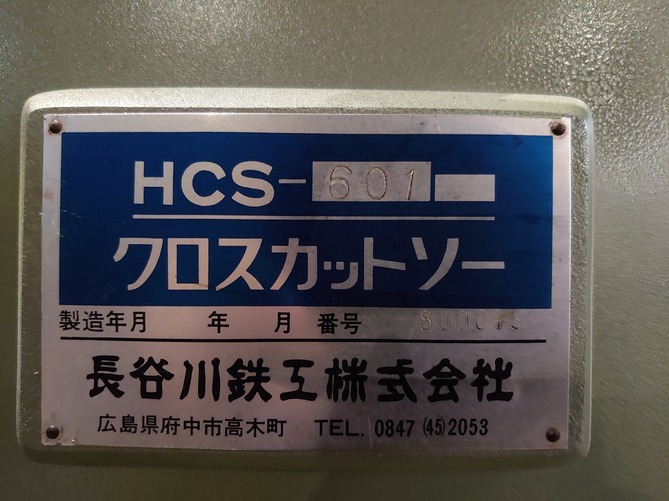 HCS-601
クロスカットソー
製造年月 年 月 番号
長谷川鉄工株式会社
広島県府中市高木町 TEL. 0847 (45) 2053